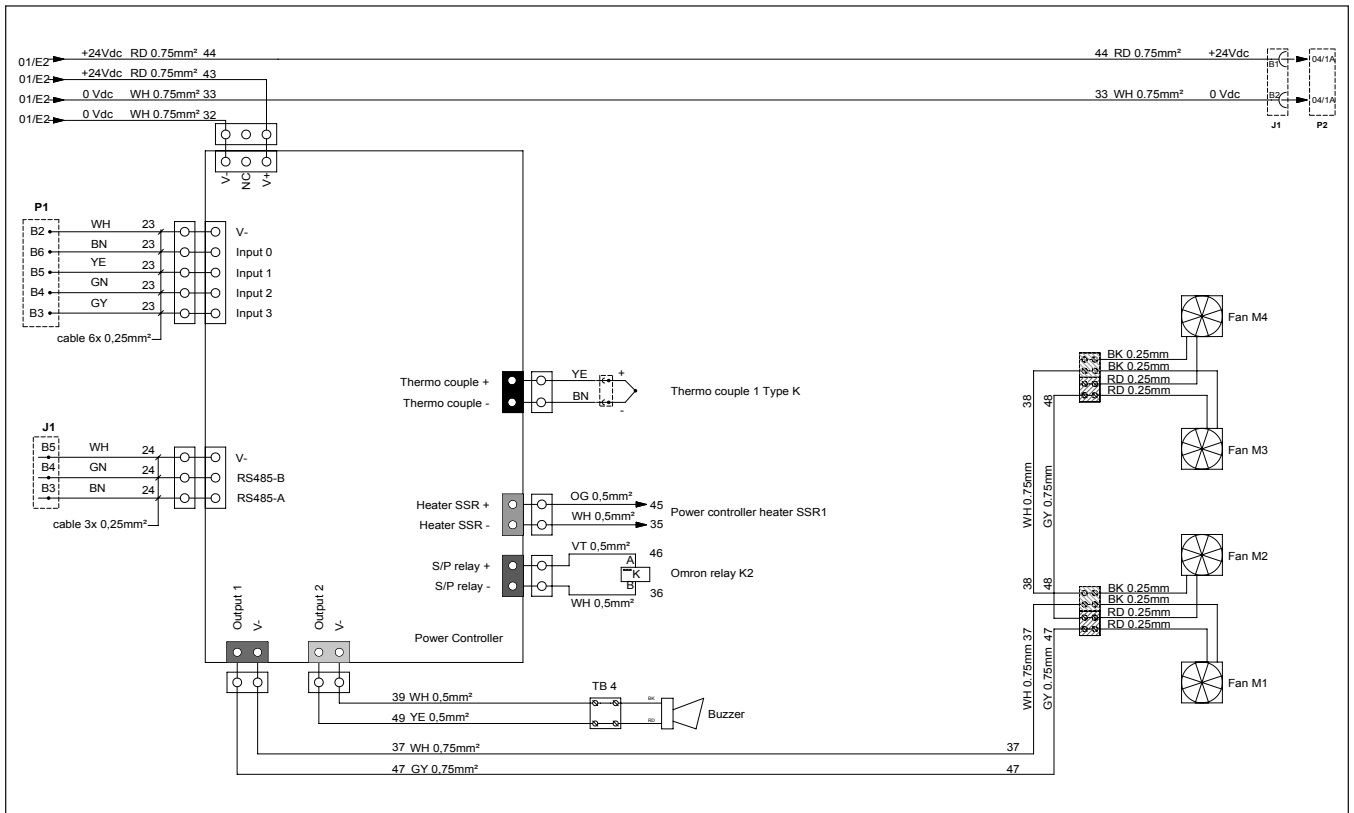 +24Vdc RD 0.75mm² 44
44 RD 0.75mm² +24Vdc
01/E2
B1
04/1A
+24Vdc RD 0.75mm² 43
01/E2
0 Vdc WH 0.75mm² 33
33 WH 0.75mm² 0 Vdc
01/E2
B2
04/1A
0 Vdc WH 0.75mm² 32
01/E2
J1
P2
V-
NC
V+
P1
B2 WH 23 V-
B6 BN 23 Input 0
B5 YE 23 Input 1
B4 GN 23 Input 2
B3 GY 23 Input 3
cable 6x 0,25mm²
Fan M4
BK 0.25mm
BK 0.25mm
RD 0.25mm
RD 0.25mm
Thermo couple + YE +
Thermo couple - BN -
Thermo couple 1 Type K
38
48
Fan M3
J1
B5 WH 24 V-
B4 GN 24 RS485-B
B3 BN 24 RS485-A
cable 3x 0,25mm²
WH 0.75mm
GY 0.75mm
Heater SSR + OG 0,5mm² 45
Heater SSR - WH 0,5mm² 35
Power controller heater SSR1
S/P relay + VT 0,5mm² 46
A
K
B
S/P relay - WH 0,5mm² 36
Omron relay K2
Fan M2
38
48
BK 0.25mm
BK 0.25mm
RD 0.25mm
RD 0.25mm
Output 1
V-
Output 2
V-
Power Controller
WH 0.75mm 37
GY 0.75mm 47
Fan M1
39 WH 0,5mm²
TB 4
BK
49 YE 0,5mm²
RD
Buzzer
37 WH 0,75mm² 37
47 GY 0,75mm² 47